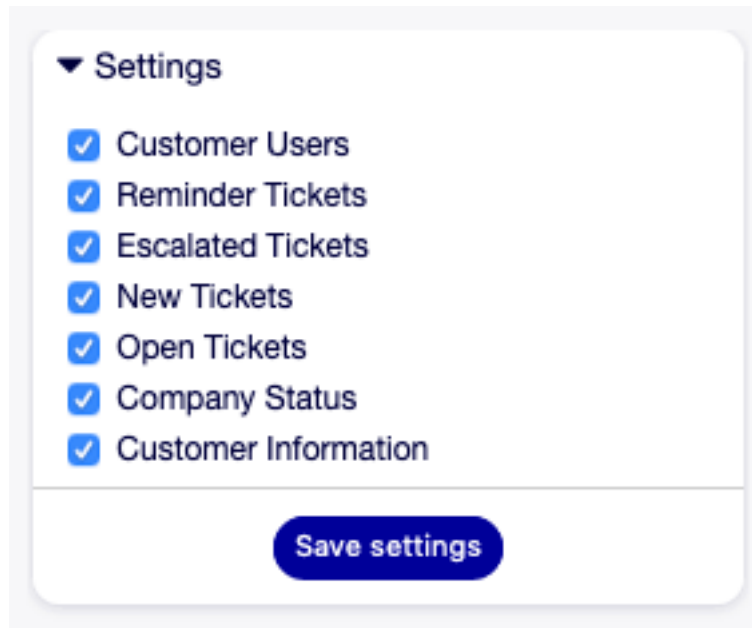 Settings
Customer Users
Reminder Tickets
Escalated Tickets
New Tickets
Open Tickets
Company Status
Customer Information
Save settings